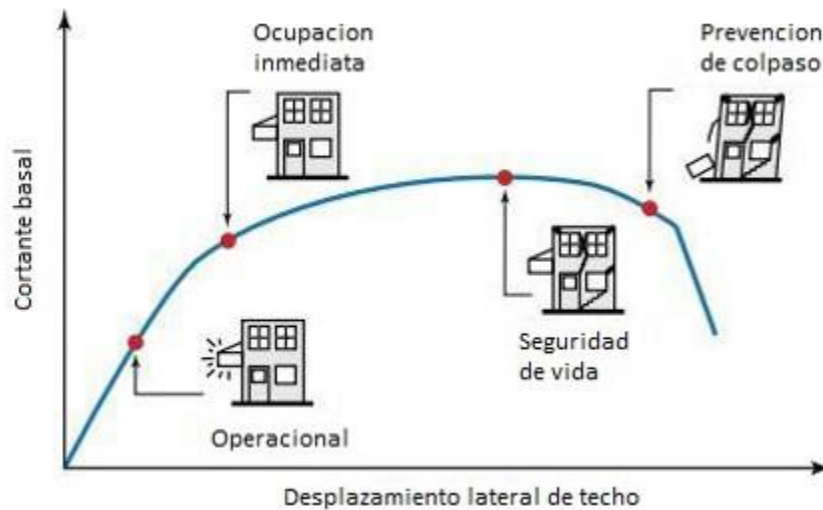 Ocupacion
inmediata
Prevencion
de colpaso
Cortante basal
Seguridad
de vida
Operacional
Desplazamiento lateral de techo